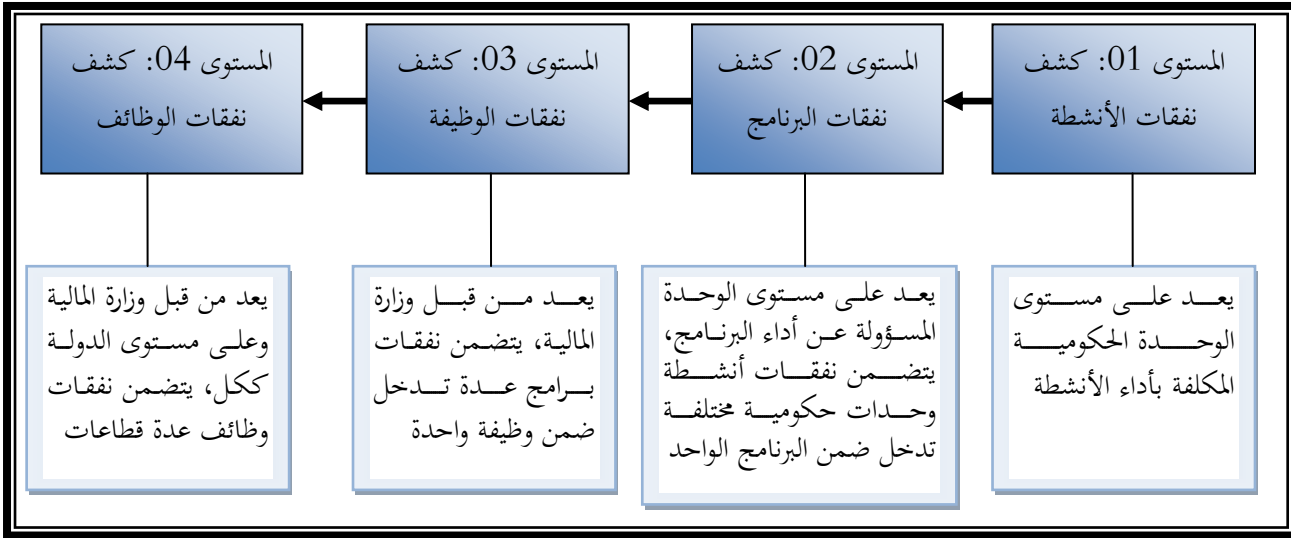 المستوى 01: كشف
نفقات الأنشطة
المستوى 02: كشف
نفقات البرنامج
المستوى 03: كشف
نفقات الوظيفة
المستوى 04: كشف
نفقات الوظائف
يعد على مستوى
الوحدة الحكومية
المكلفة بأداء الأنشطة
يعد على مستوى الوحدة
المسؤولة عن أداء البرنامج،
يتضمن نفقات أنشطة
وحدات حكومية مختلفة
تدخل ضمن البرنامج الواحد
يعد من قبل وزارة
المالية، يتضمن نفقات
برامج عدة تدخل
ضمن وظيفة واحدة
يعد من قبل وزارة المالية
وعلى مستوى الدولة
ككل، يتضمن نفقات
وظائف عدة قطاعات